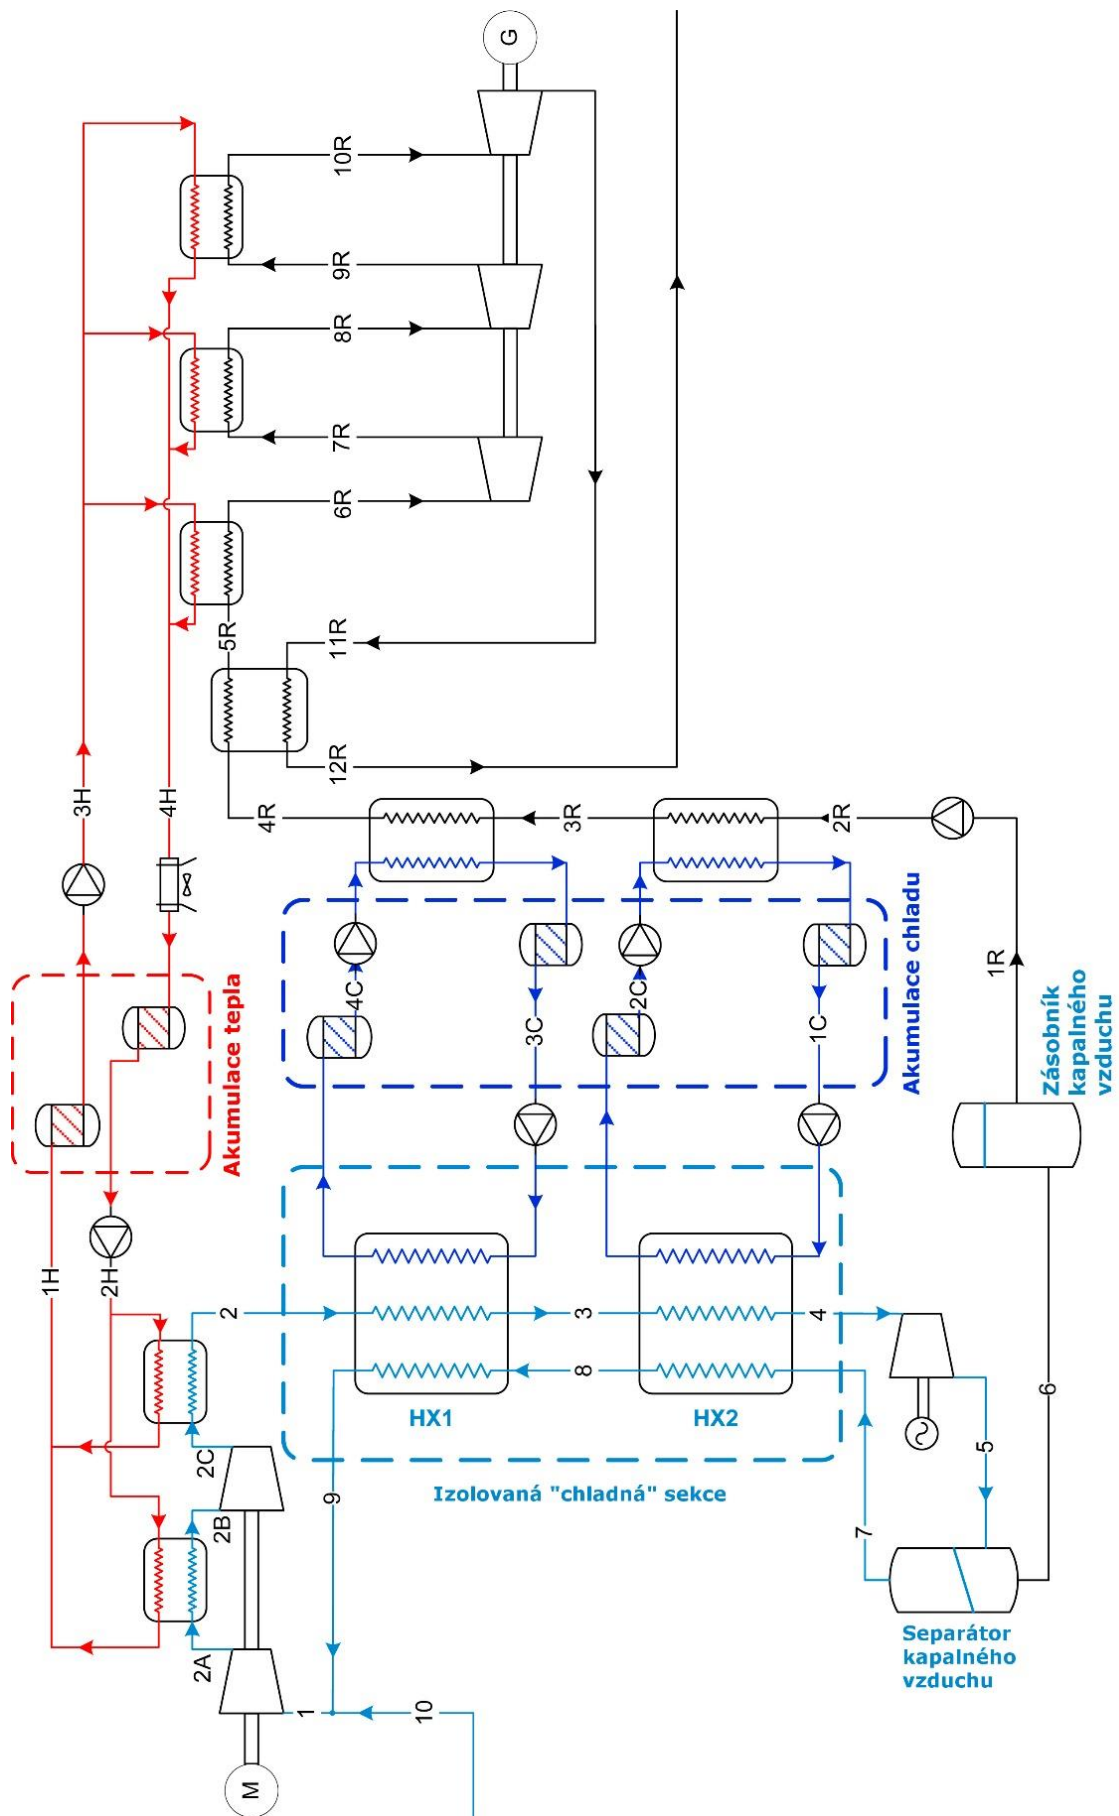 G
10R
9R
8R
7R
6R
5R
11R
12R
3H
4H
4R
3R
2R
4C
3C
2C
1C
1R
Akumulace tepla
Akumulace chladu
Zásobník
kapalného
vzduchu
1H
2H
2
3
4
8
HX1
HX2
Izolovaná "chladná" sekce
6
5
7
9
2C
2B
2A
1
10
Separátor
kapalného
vzduchu
M